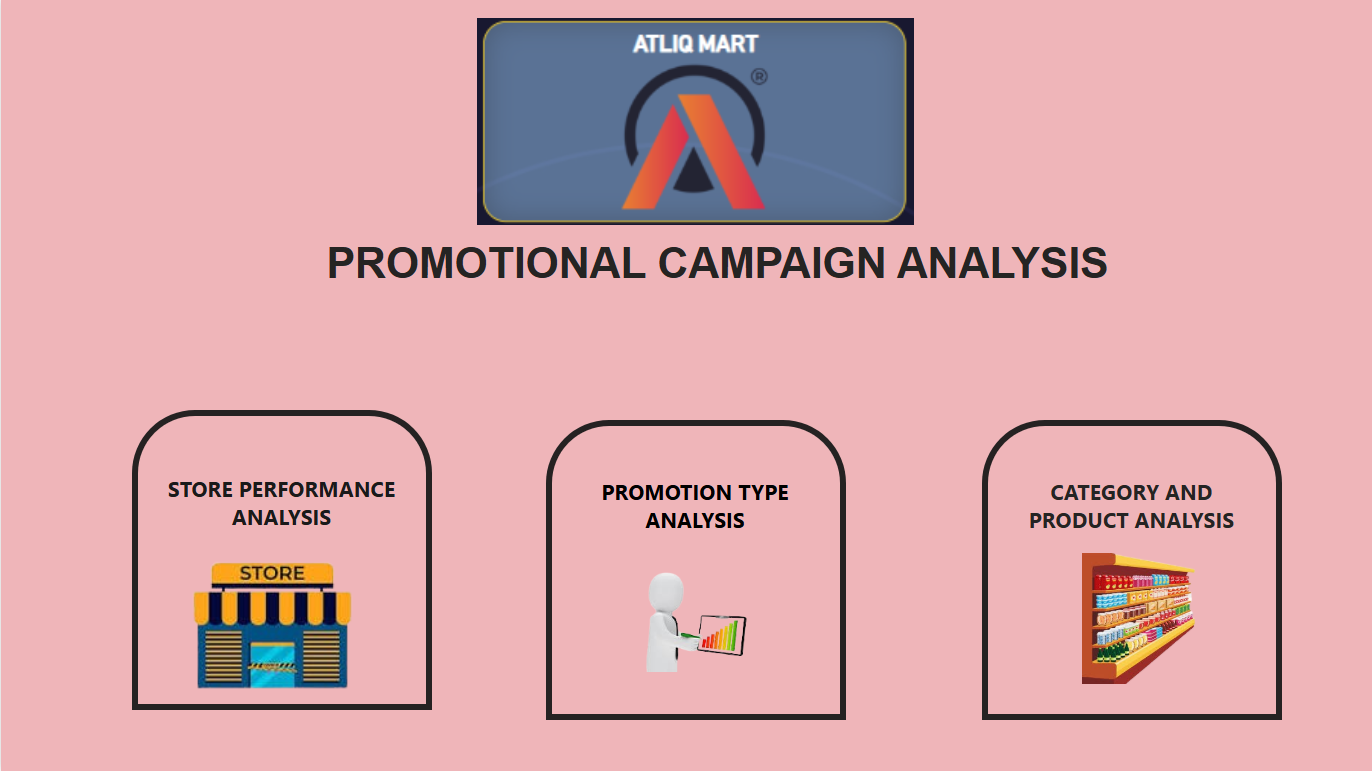 ATLIQ MART
®
PROMOTIONAL CAMPAIGN ANALYSIS
STORE PERFORMANCE
ANALYSIS
STORE
PROMOTION TYPE
ANALYSIS
CATEGORY AND
PRODUCT ANALYSIS